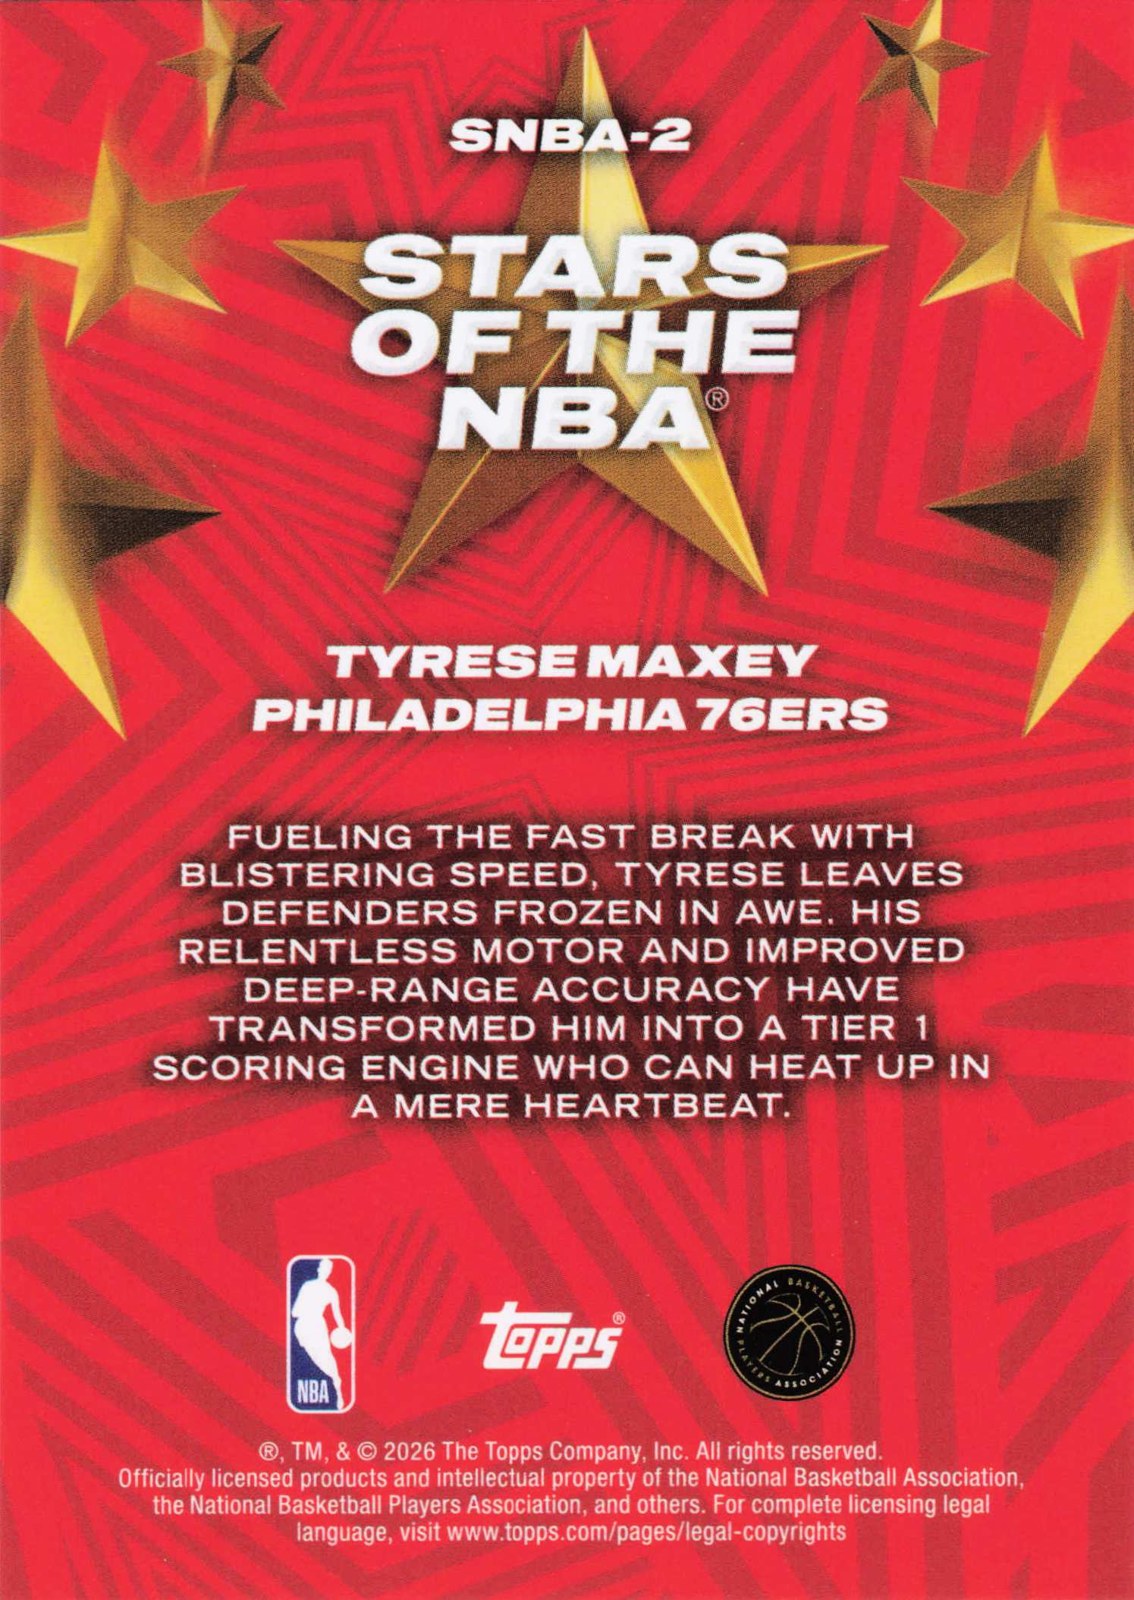 SNBA-2
STARS
OF THE
NBA®
TYRESE MAXEY
PHILADELPHIA 76ERS
FUELING THE FAST BREAK WITH
BLISTERING SPEED, TYRESE LEAVES
DEFENDERS FROZEN IN AWE. HIS
RELENTLESS MOTOR AND IMPROVED
DEEP-RANGE ACCURACY HAVE
TRANSFORMED HIM INTO A TIER 1
SCORING ENGINE WHO CAN HEAT UP IN
A MERE HEARTBEAT.
NBA
TOPPS®
NATIONAL BASKETBALL
PLAYERS ASSOCIATION
®, TM, & © 2026 The Topps Company, Inc. All rights reserved.
Officially licensed products and intellectual property of the National Basketball Association,
the National Basketball Players Association, and others. For complete licensing legal
language, visit www.topps.com/pages/legal-copyrights